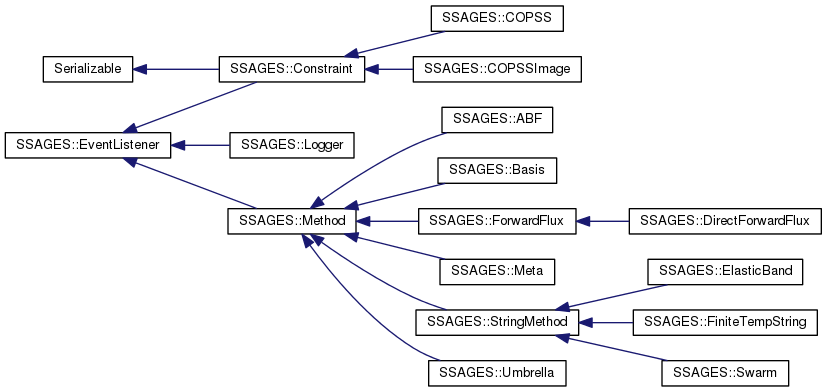 SSAGES::COPSS
Serializable
SSAGES::Constraint
SSAGES::COPSSImage
SSAGES::ABF
SSAGES::EventListener
SSAGES::Logger
SSAGES::Basis
SSAGES::Method
SSAGES::ForwardFlux
SSAGES::DirectForwardFlux
SSAGES::Meta
SSAGES::ElasticBand
SSAGES::StringMethod
SSAGES::FiniteTempString
SSAGES::Umbrella
SSAGES::Swarm